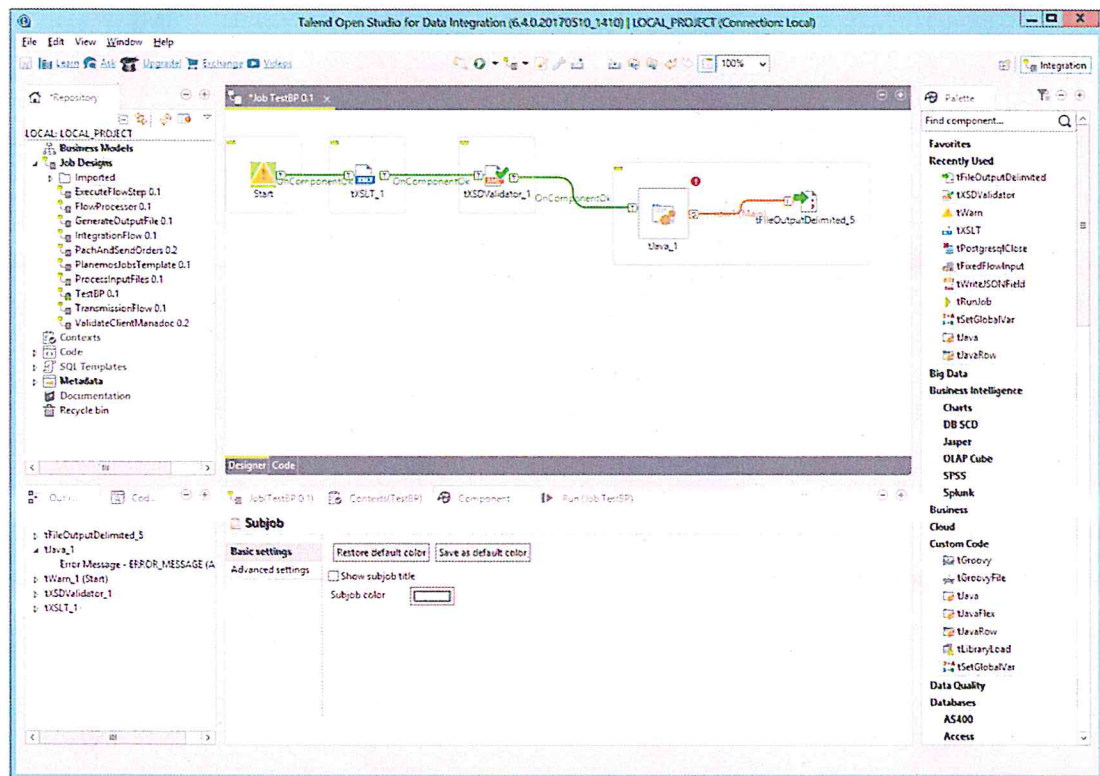 Talend Open Studio for Data Integration (6.4.0.20170510_1410) | LOCAL_PROJECT (Connection: Local)
File Edit View Window Help
Learn Ask Upgrade! Exchange Videos
100%
Integration
*Repository
LOCAL: LOCAL_PROJECT
Business Models
Job Designs
Imported
ExecuteFlowStep 0.1
FlowProcesser 0.1
GenerateOutputFile 0.1
IntegrationFlow 0.1
PachAndSendOrders 0.2
PlanemosJobsTemplate 0.1
ProcessInputFiles 0.1
TestBP 0.1
TransmissionFlow 0.1
ValidateClientManadoc 0.2
Contexts
Code
SQL Templates
Metadata
Documentation
Recycle bin
*Job TestBP 0.1
Start
OnComponentOk
tXSLT_1
OnComponentOk
tXSDValidator_1
OnComponentOk
tJava_1
tFileOutputDelimited_5
Designer Code
Palette
Find component...
Favorites
Recently Used
tFileOutputDelimited
tXSDValidator
tWarn
tXSLT
tPostgresqlClose
tFixedFlowInput
tWriteJSONField
tRunJob
tSetGlobalVar
tJava
tJavaRow
Big Data
Business Intelligence
Charts
DB SCD
Jasper
OLAP Cube
SPSS
Splunk
Business
Cloud
Custom Code
tGroovy
tGroovyFile
tJava
tJavaFlex
tJavaRow
tLibraryLoad
tSetGlobalVar
Data Quality
Databases
AS400
Access
Cod...
tFileOutputDelimited_5
tJava_1
Error Message - ERROR_MESSAGE (A
tWarn_1 (Start)
tXSDValidator_1
tXSLT_1
Job(TestBP 0.1) Contexts(TestBP) Component Run (Job TestBP)
Subjob
Basic settings
Advanced settings
Restore default color Save as default color
Show subjob title
Subjob color